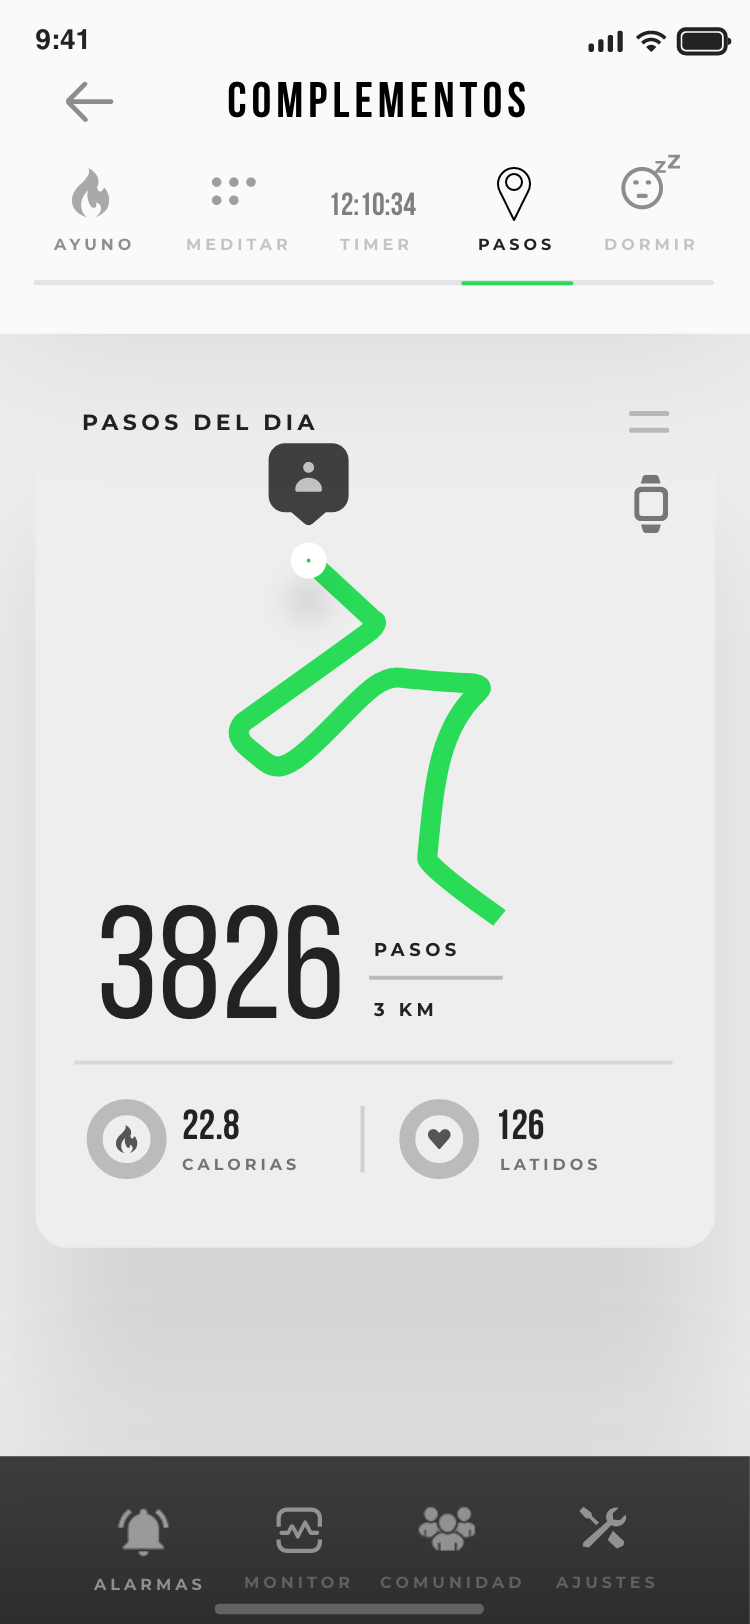 9:41
COMPLEMENTOS
zz
12:10:34
AYUNO MEDITAR TIMER PASOS DORMIR
PASOS DEL DIA
3826
PASOS
3 KM
22.8
CALORIAS
126
LATIDOS
ALARMAS MONITOR COMUNIDAD AJUSTES